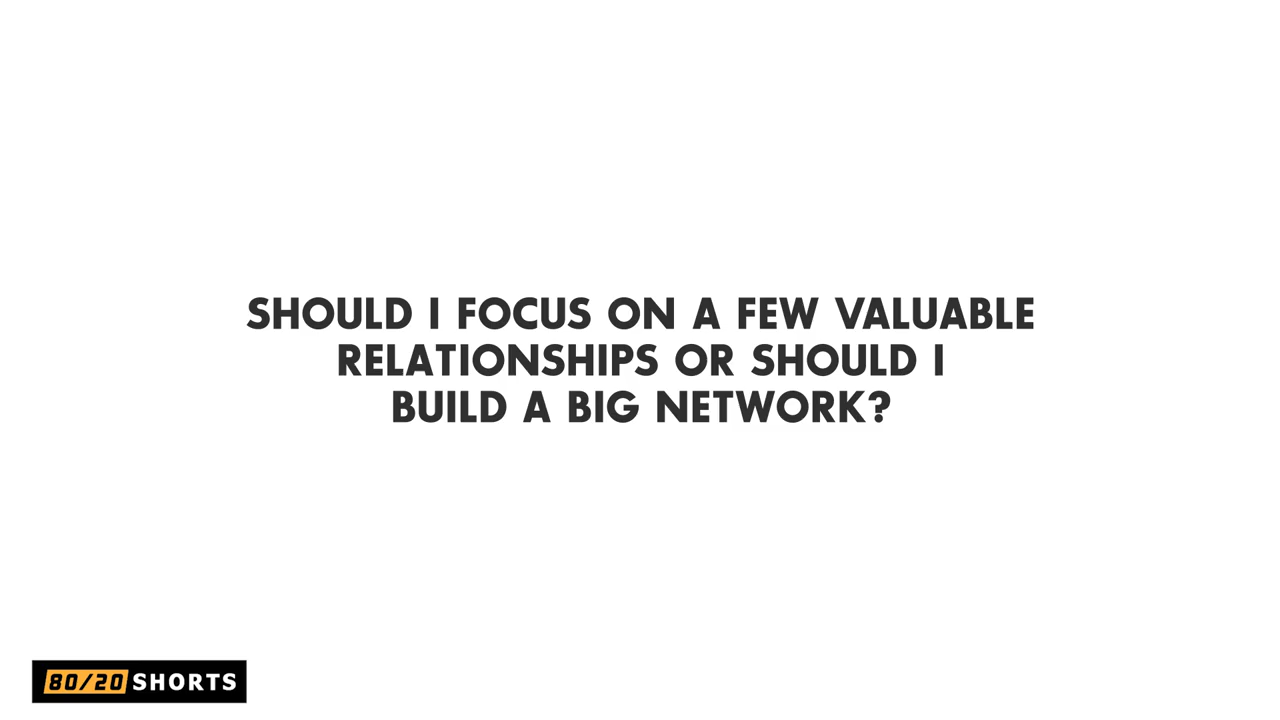 SHOULD I FOCUS ON A FEW VALUABLE
RELATIONSHIPS OR SHOULD I
BUILD A BIG NETWORK?
80/20 SHORTS